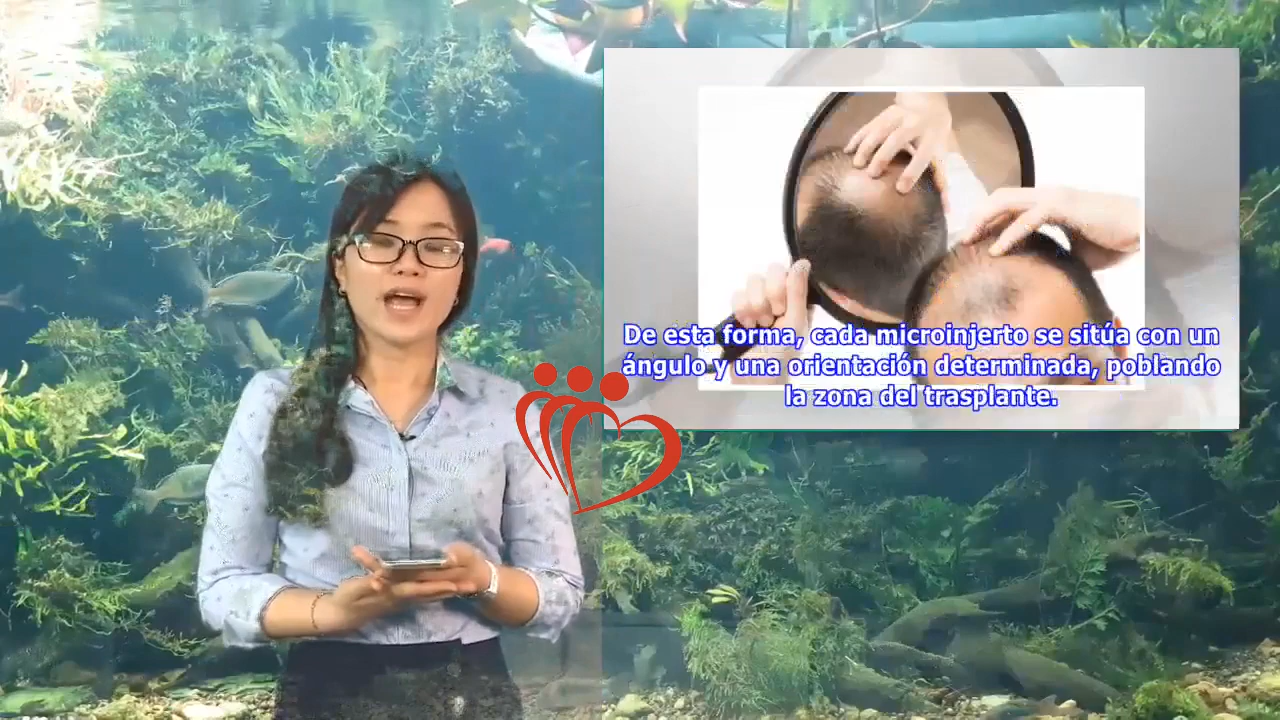 De esta forma, cada microinjerto se sitúa con un
ángulo y una orientación determinada, poblando
la zona del trasplante.